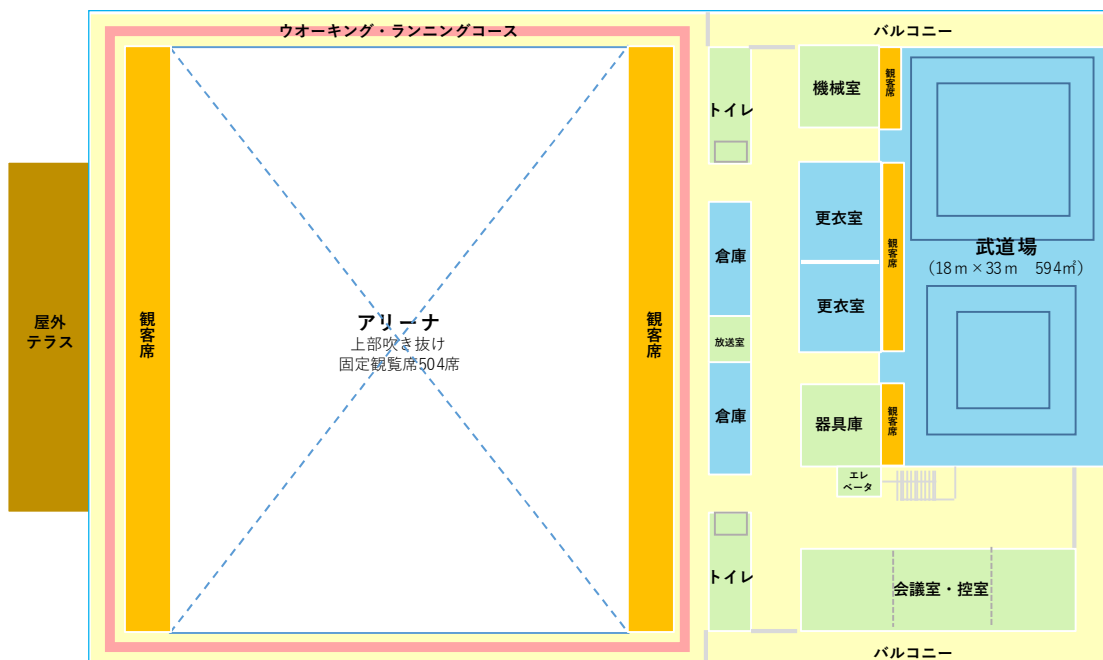 ウオーキング・ランニングコース
バルコニー
機械室
観客席
トイレ
更衣室
倉庫
観客席
武道場
(18ｍ×33ｍ　594㎡)
更衣室
屋外
テラス
観客席
アリーナ
上部吹き抜け
固定観覧席504席
観客席
放送室
倉庫
器具庫
観客席
エレ
ベータ
トイレ
会議室・控室
バルコニー